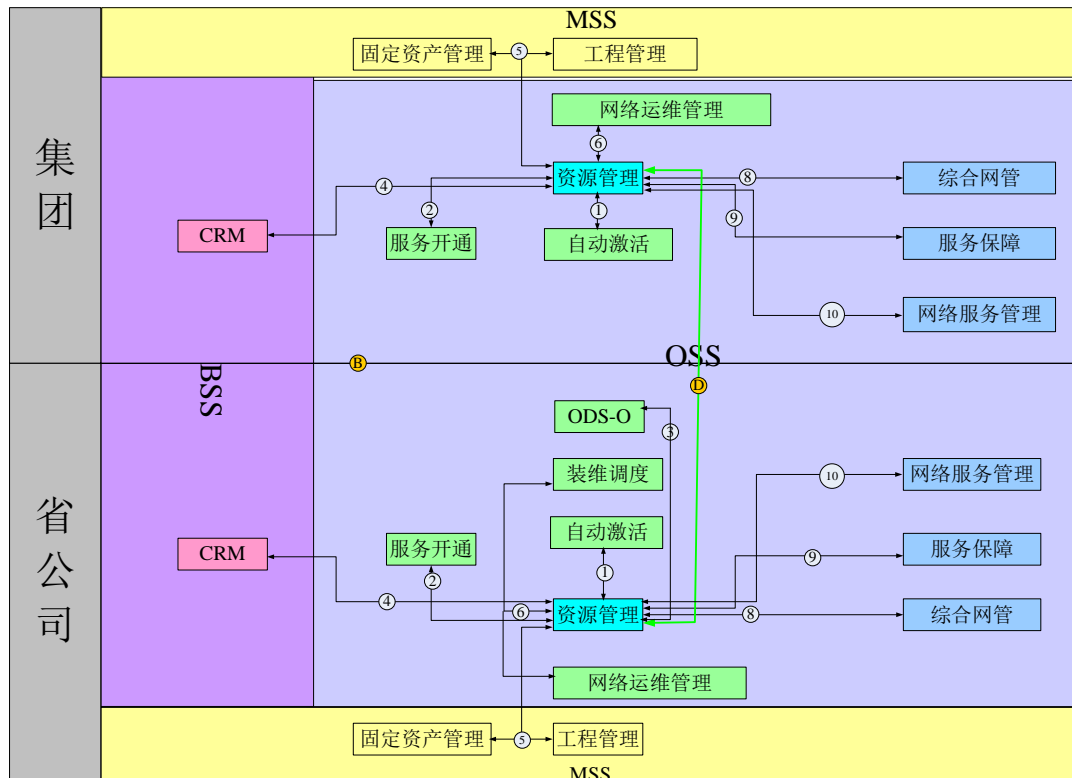 MSS
固定资产管理
⑤
工程管理
集团
网络运维管理
⑥
资源管理
④
②
⑧
综合网管
①
⑨
CRM
服务开通
自动激活
服务保障
⑩
网络服务管理
OSS
B
BSS
D
ODS-O
③
省公司
装维调度
⑩
网络服务管理
自动激活
CRM
服务开通
②
①
⑨
服务保障
④
⑥
资源管理
⑧
综合网管
网络运维管理
固定资产管理
⑤
工程管理
MSS